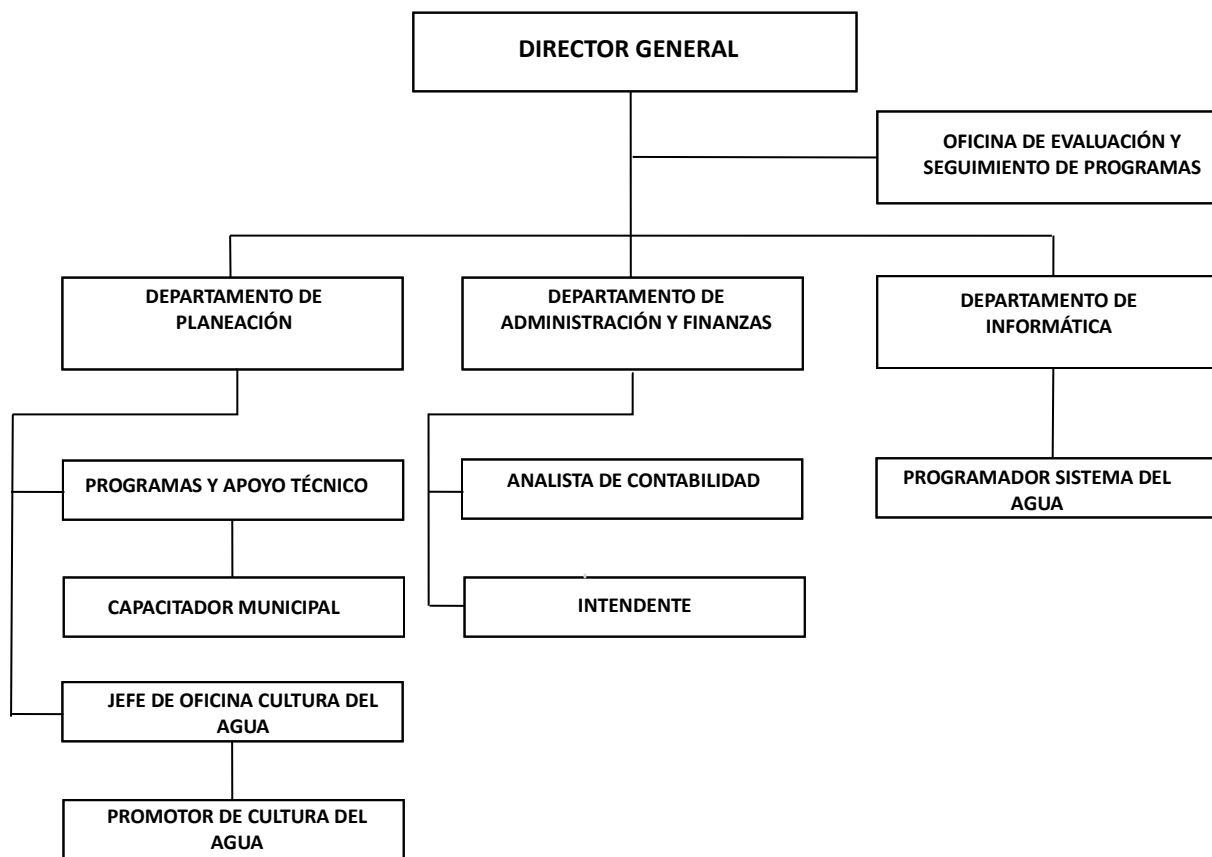 DIRECTOR GENERAL
OFICINA DE EVALUACIÓN Y
SEGUIMIENTO DE PROGRAMAS
DEPARTAMENTO DE
PLANEACIÓN
DEPARTAMENTO DE
ADMINISTRACIÓN Y FINANZAS
DEPARTAMENTO DE
INFORMÁTICA
PROGRAMAS Y APOYO TÉCNICO
ANALISTA DE CONTABILIDAD
PROGRAMADOR SISTEMA DEL
AGUA
CAPACITADOR MUNICIPAL
INTENDENTE
JEFE DE OFICINA CULTURA DEL
AGUA
PROMOTOR DE CULTURA DEL
AGUA